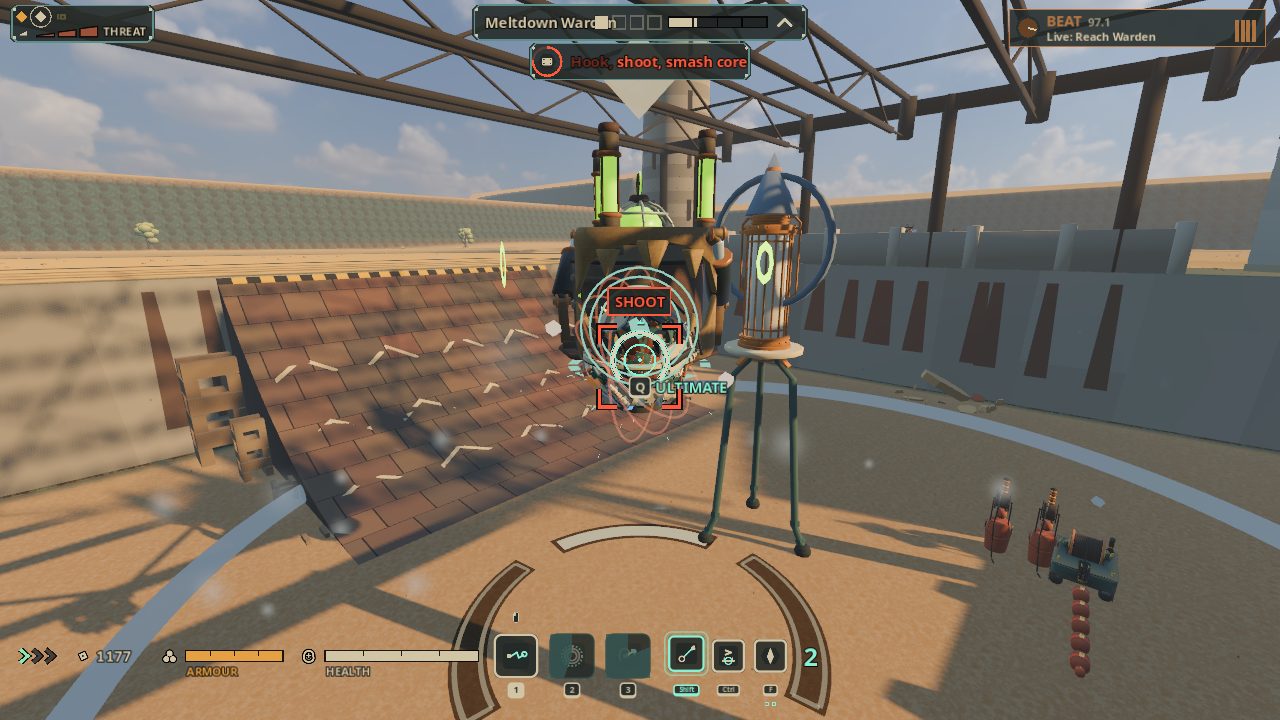 THREAT
Meltdown Warden
Hook, shoot, smash core
BEAT 97.1
Live: Reach Warden
SHOOT
Q ULTIMATE
1177
ARMOUR
HEALTH
2
1
2
3
Shift
Ctrl
F